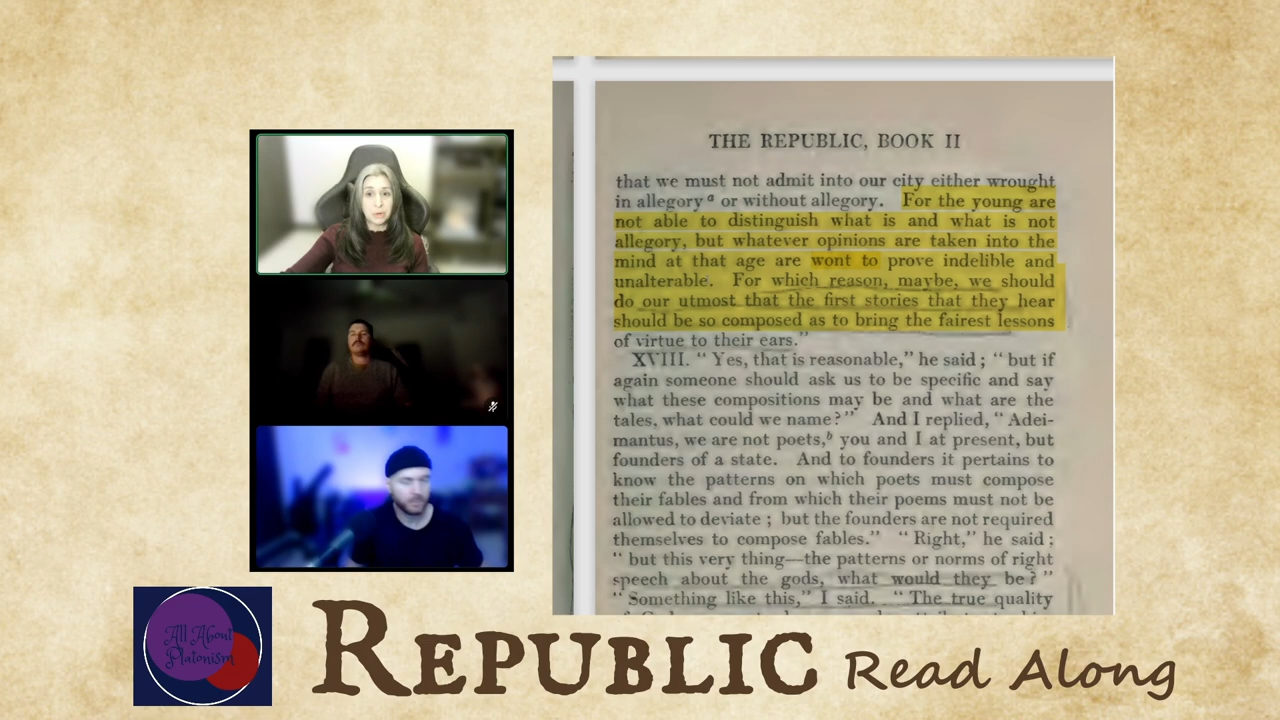 THE REPUBLIC, BOOK II
that we must not admit into our city either wrought
in allegory a or without allegory. For the young are
not able to distinguish what is and what is not
allegory, but whatever opinions are taken into the
mind at that age are wont to prove indelible and
unalterable. For which reason, maybe, we should
do our utmost that the first stories that they hear
should be so composed as to bring the fairest lessons
of virtue to their ears.”
XVIII. “ Yes, that is reasonable,” he said ; “ but if
again someone should ask us to be specific and say
what these compositions may be and what are the
tales, what could we name ? ” And I replied, “ Adei-
mantus, we are not poets,b you and I at present, but
founders of a state. And to founders it pertains to
know the patterns on which poets must compose
their fables and from which their poems must not be
allowed to deviate ; but the founders are not required
themselves to compose fables.” “ Right,” he said ;
“ but this very thing—the patterns or norms of right
speech about the gods, what would they be ? ”
“ Something like this,” I said. “ The true quality
All About
Platonism
REPUBLIC Read Along